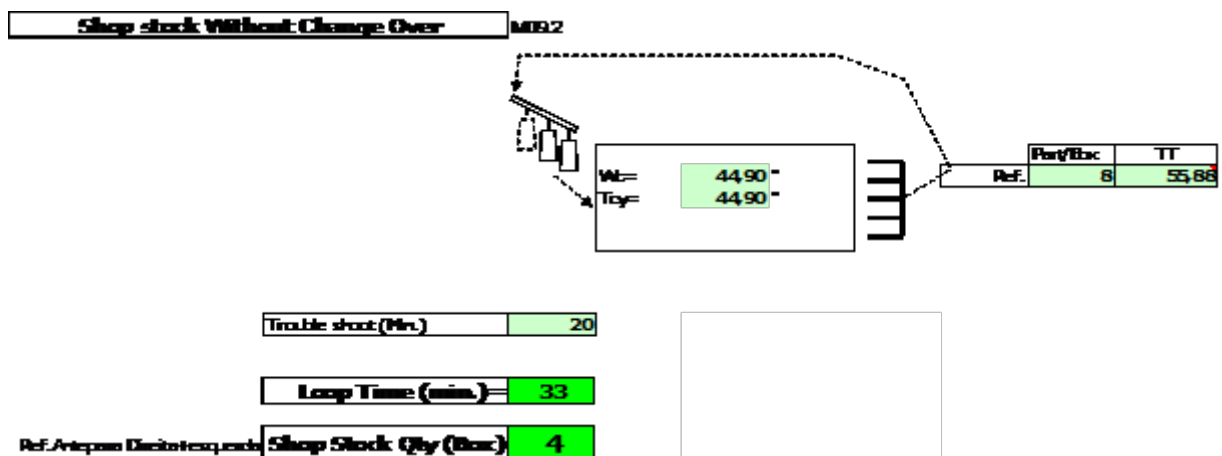 Shop stock Without Change Over M09.2
Part/Box TT
Ref. 8 55,88
Wt= 44,90 "
Tcy= 44,90 "
Trouble shoot (Min.) 20
Loop Time (min.)= 33
Ref. Shop Stock Qty (Box) 4